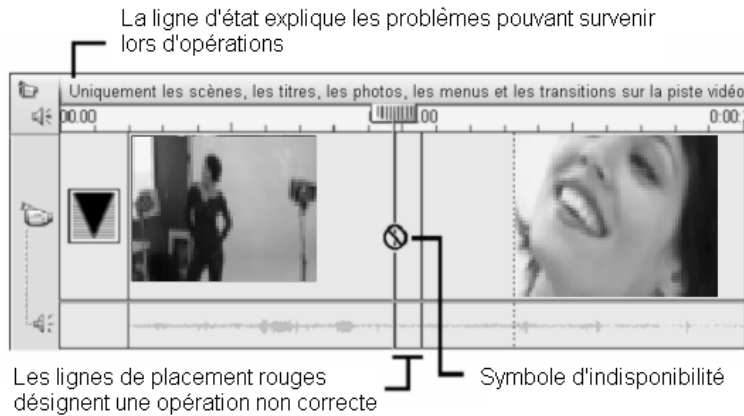 La ligne d'état explique les problèmes pouvant survenir
lors d'opérations
Uniquement les scènes, les titres, les photos, les menus et les transitions sur la piste vidéo
00.00
00
0:00:
Symbole d'indisponibilité
Les lignes de placement rouges
désignent une opération non correcte